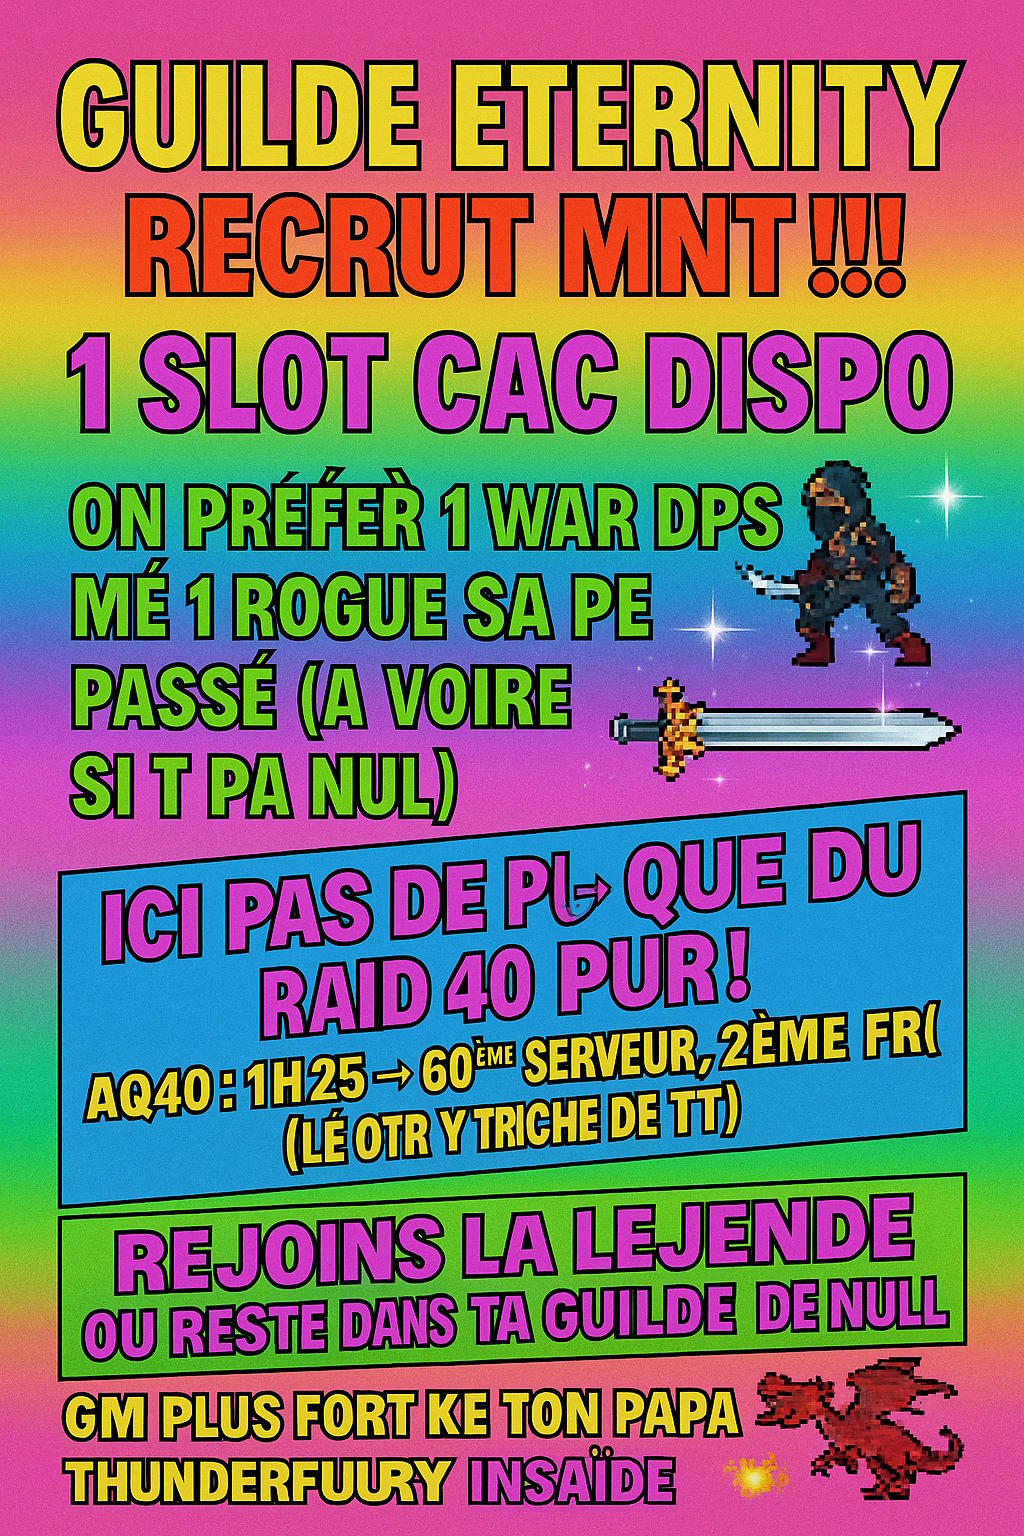 GUILDE ETERNITY
RECRUT MNT!!!
1 SLOT CAC DISPO
ON PRÉFÈR 1 WAR DPS
MÉ 1 ROGUE SA PE
PASSÉ (A VOIRE
SI T PA NUL)
ICI PAS DE QUE DU
RAID 40 PUR!
AQ40: 1H25→60ÈME SERVEUR, 2ÈME FR(
(LÉ OTR Y TRICHE DE TT)
REJOINS LA LEJENDE
OU RESTE DANS TA GUILDE DE NULL
GM PLUS FORT KE TON PAPA
THUNDERFUURY INSAÏDE